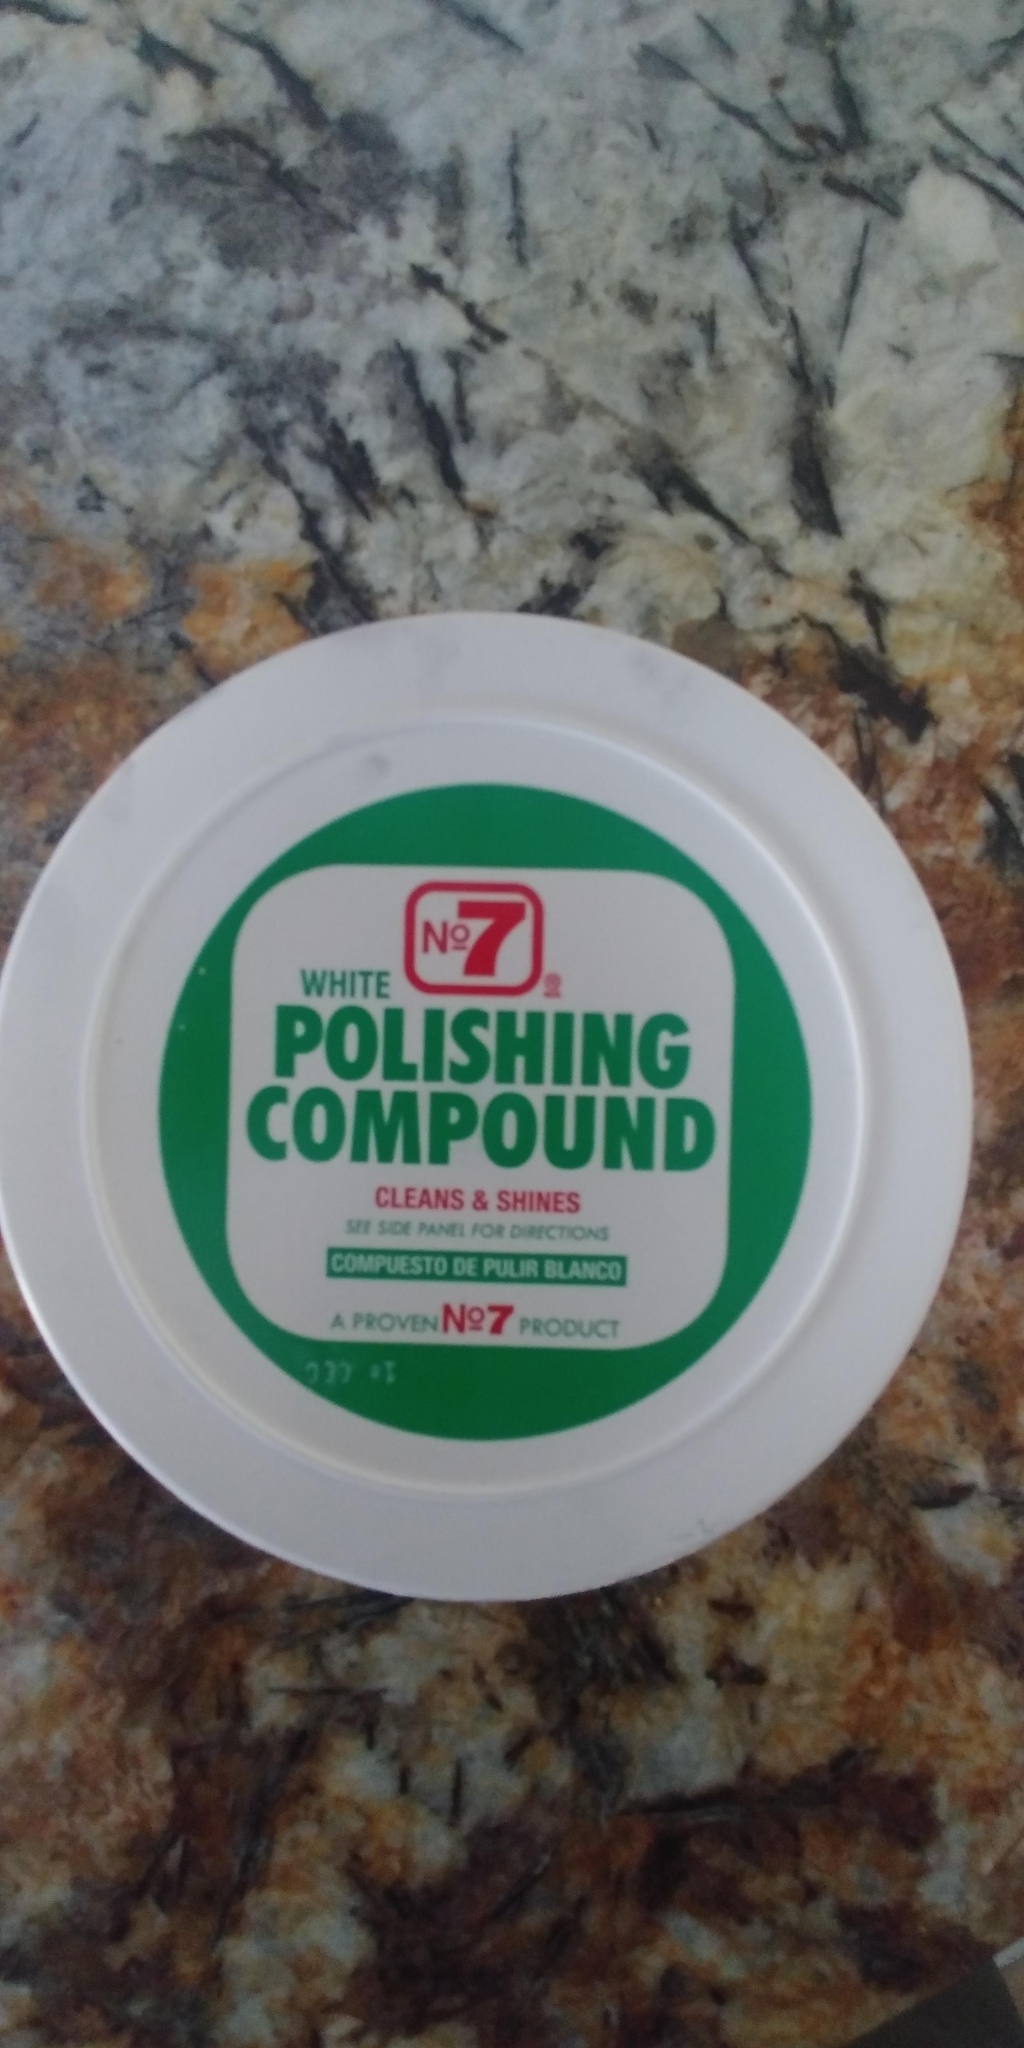 No7®
WHITE
POLISHING
COMPOUND
CLEANS & SHINES
SEE SIDE PANEL FOR DIRECTIONS
COMPUESTO DE PULIR BLANCO
A PROVEN No7 PRODUCT